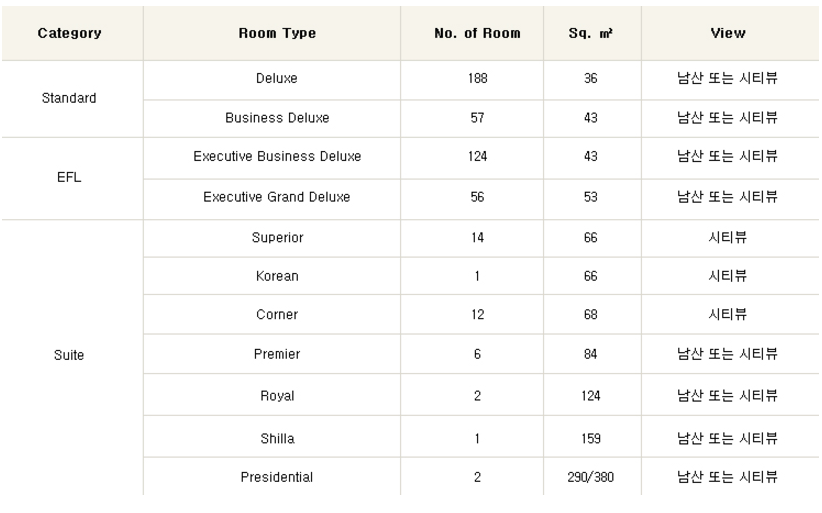 Category Room Type No. of Room Sq. m² View
Standard Deluxe 188 36 남산 또는 시티뷰
Business Deluxe 57 43 남산 또는 시티뷰
EFL Executive Business Deluxe 124 43 남산 또는 시티뷰
Executive Grand Deluxe 56 53 남산 또는 시티뷰
Suite Superior 14 66 시티뷰
Korean 1 66 시티뷰
Corner 12 68 시티뷰
Premier 6 84 남산 또는 시티뷰
Royal 2 124 남산 또는 시티뷰
Shilla 1 159 남산 또는 시티뷰
Presidential 2 290/380 남산 또는 시티뷰